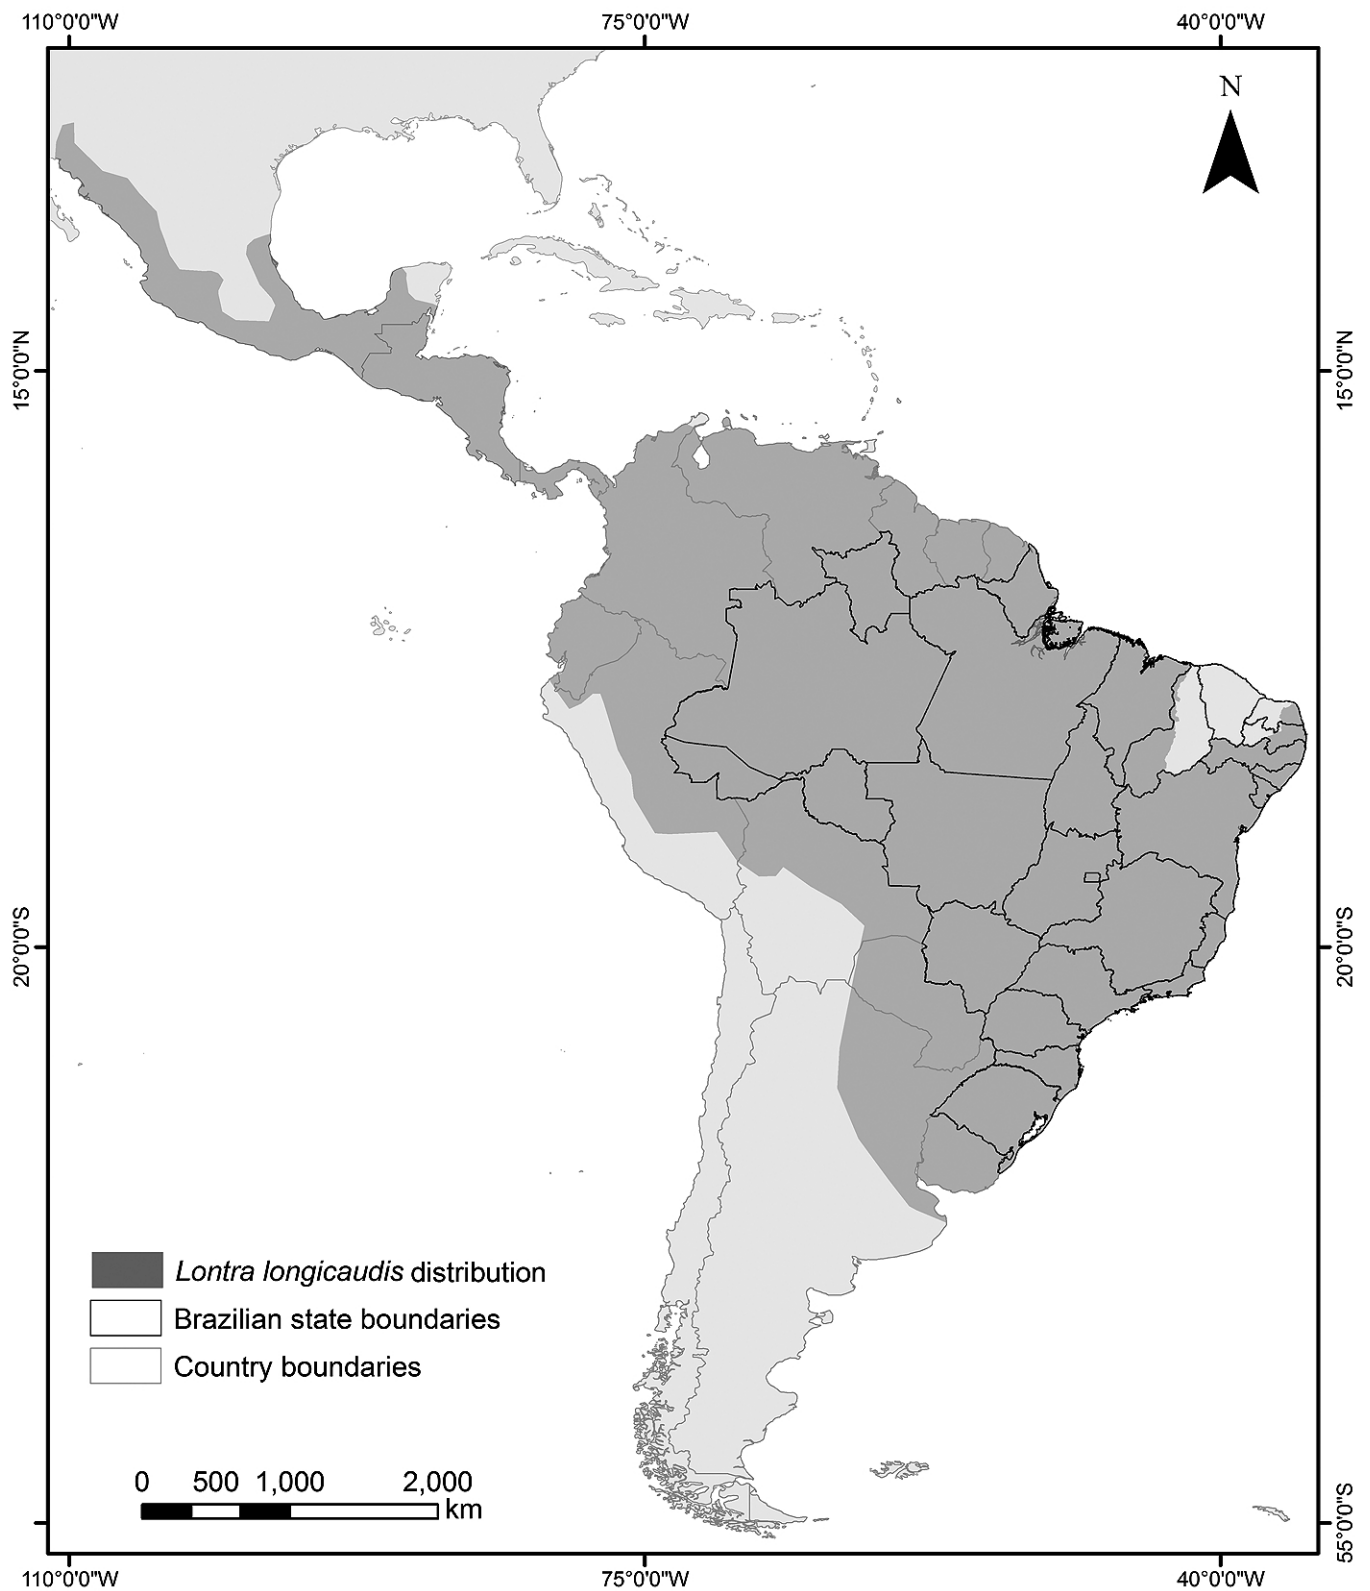 110°0'0"W 75°0'0"W 40°0'0"W
N
15°0'0"N 15°0'0"N
20°0'0"S 20°0'0"S
Lontra longicaudis distribution
Brazilian state boundaries
Country boundaries
0 500 1,000 2,000
km
55°0'0"S
110°0'0"W 75°0'0"W 40°0'0"W